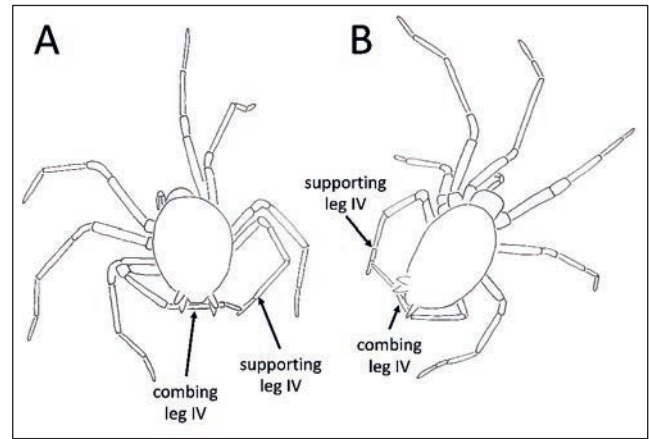 A
B
supporting
leg IV
combing
leg IV
supporting
leg IV
combing
leg IV